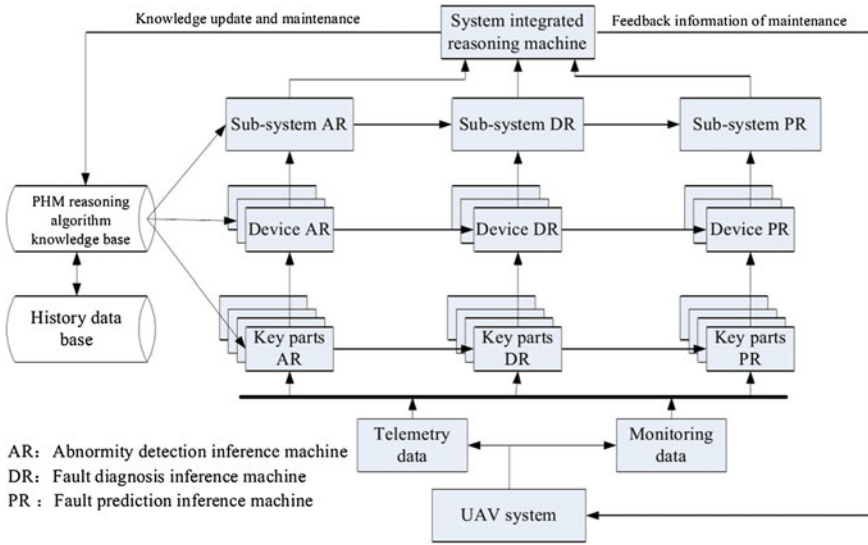 Knowledge update and maintenance
System integrated
reasoning machine
Feedback information of maintenance
Sub-system AR
Sub-system DR
Sub-system PR
PHM reasoning
algorithm
knowledge base
Device AR
Device DR
Device PR
History data
base
Key parts
AR
Key parts
DR
Key parts
PR
Telemetry
data
Monitoring
data
AR: Abnormity detection inference machine
DR: Fault diagnosis inference machine
PR : Fault prediction inference machine
UAV system